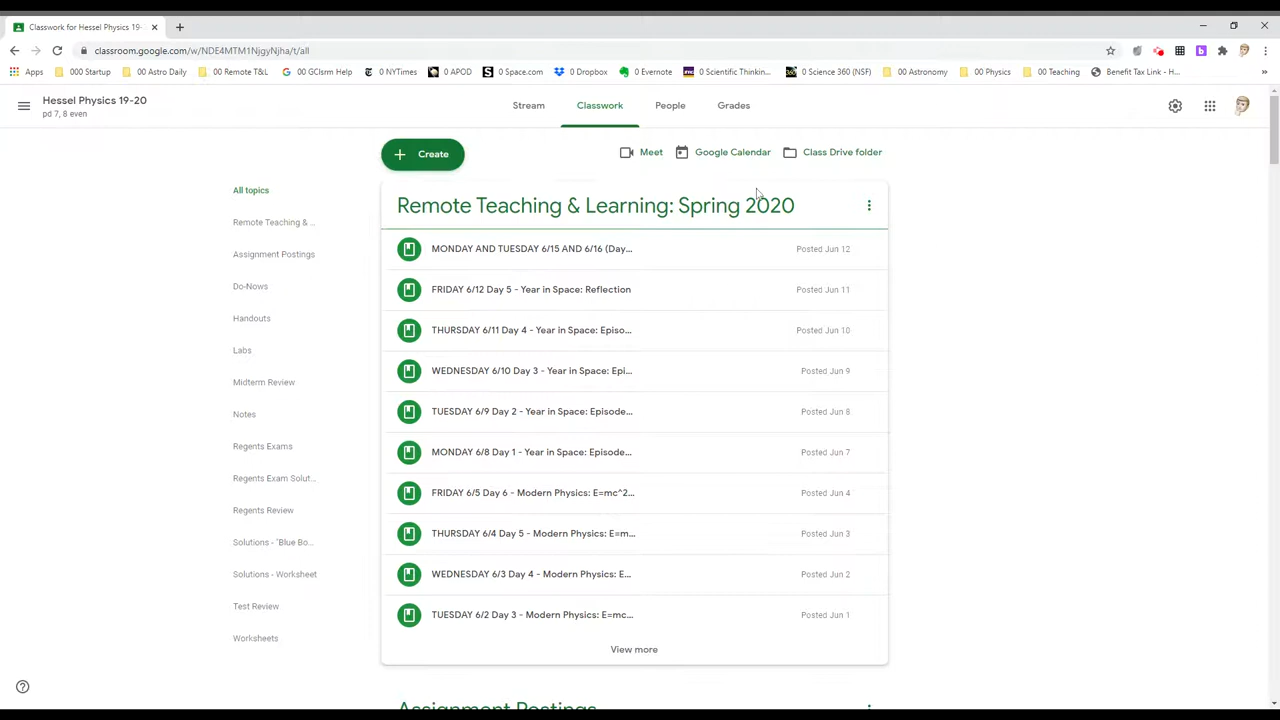 Classwork for Hessel Physics 19-
classroom.google.com/w/NDE4MTM1NjgyNjha/t/all
Apps 000 Startup 00 Astro Daily 00 Remote T&L 00 GClsrm Help 0 NYTimes 0 APOD 0 Space.com 0 Dropbox 0 Evernote 0 Scientific Thinkin... 0 Science 360 (NSF) 00 Astronomy 00 Physics 00 Teaching Benefit Tax Link - H... »
Hessel Physics 19-20
pd 7, 8 even
Stream Classwork People Grades
+ Create
Meet Google Calendar Class Drive folder
All topics
Remote Teaching & ...
Assignment Postings
Do-Nows
Handouts
Labs
Midterm Review
Notes
Regents Exams
Regents Exam Solut...
Regents Review
Solutions - "Blue Bo...
Solutions - Worksheet
Test Review
Worksheets
Remote Teaching & Learning: Spring 2020
MONDAY AND TUESDAY 6/15 AND 6/16 (Day... Posted Jun 12
FRIDAY 6/12 Day 5 - Year in Space: Reflection Posted Jun 11
THURSDAY 6/11 Day 4 - Year in Space: Episo... Posted Jun 10
WEDNESDAY 6/10 Day 3 - Year in Space: Epi... Posted Jun 9
TUESDAY 6/9 Day 2 - Year in Space: Episode... Posted Jun 8
MONDAY 6/8 Day 1 - Year in Space: Episode... Posted Jun 7
FRIDAY 6/5 Day 6 - Modern Physics: E=mc^2... Posted Jun 4
THURSDAY 6/4 Day 5 - Modern Physics: E=m... Posted Jun 3
WEDNESDAY 6/3 Day 4 - Modern Physics: E... Posted Jun 2
TUESDAY 6/2 Day 3 - Modern Physics: E=mc... Posted Jun 1
View more
Assignment Postings